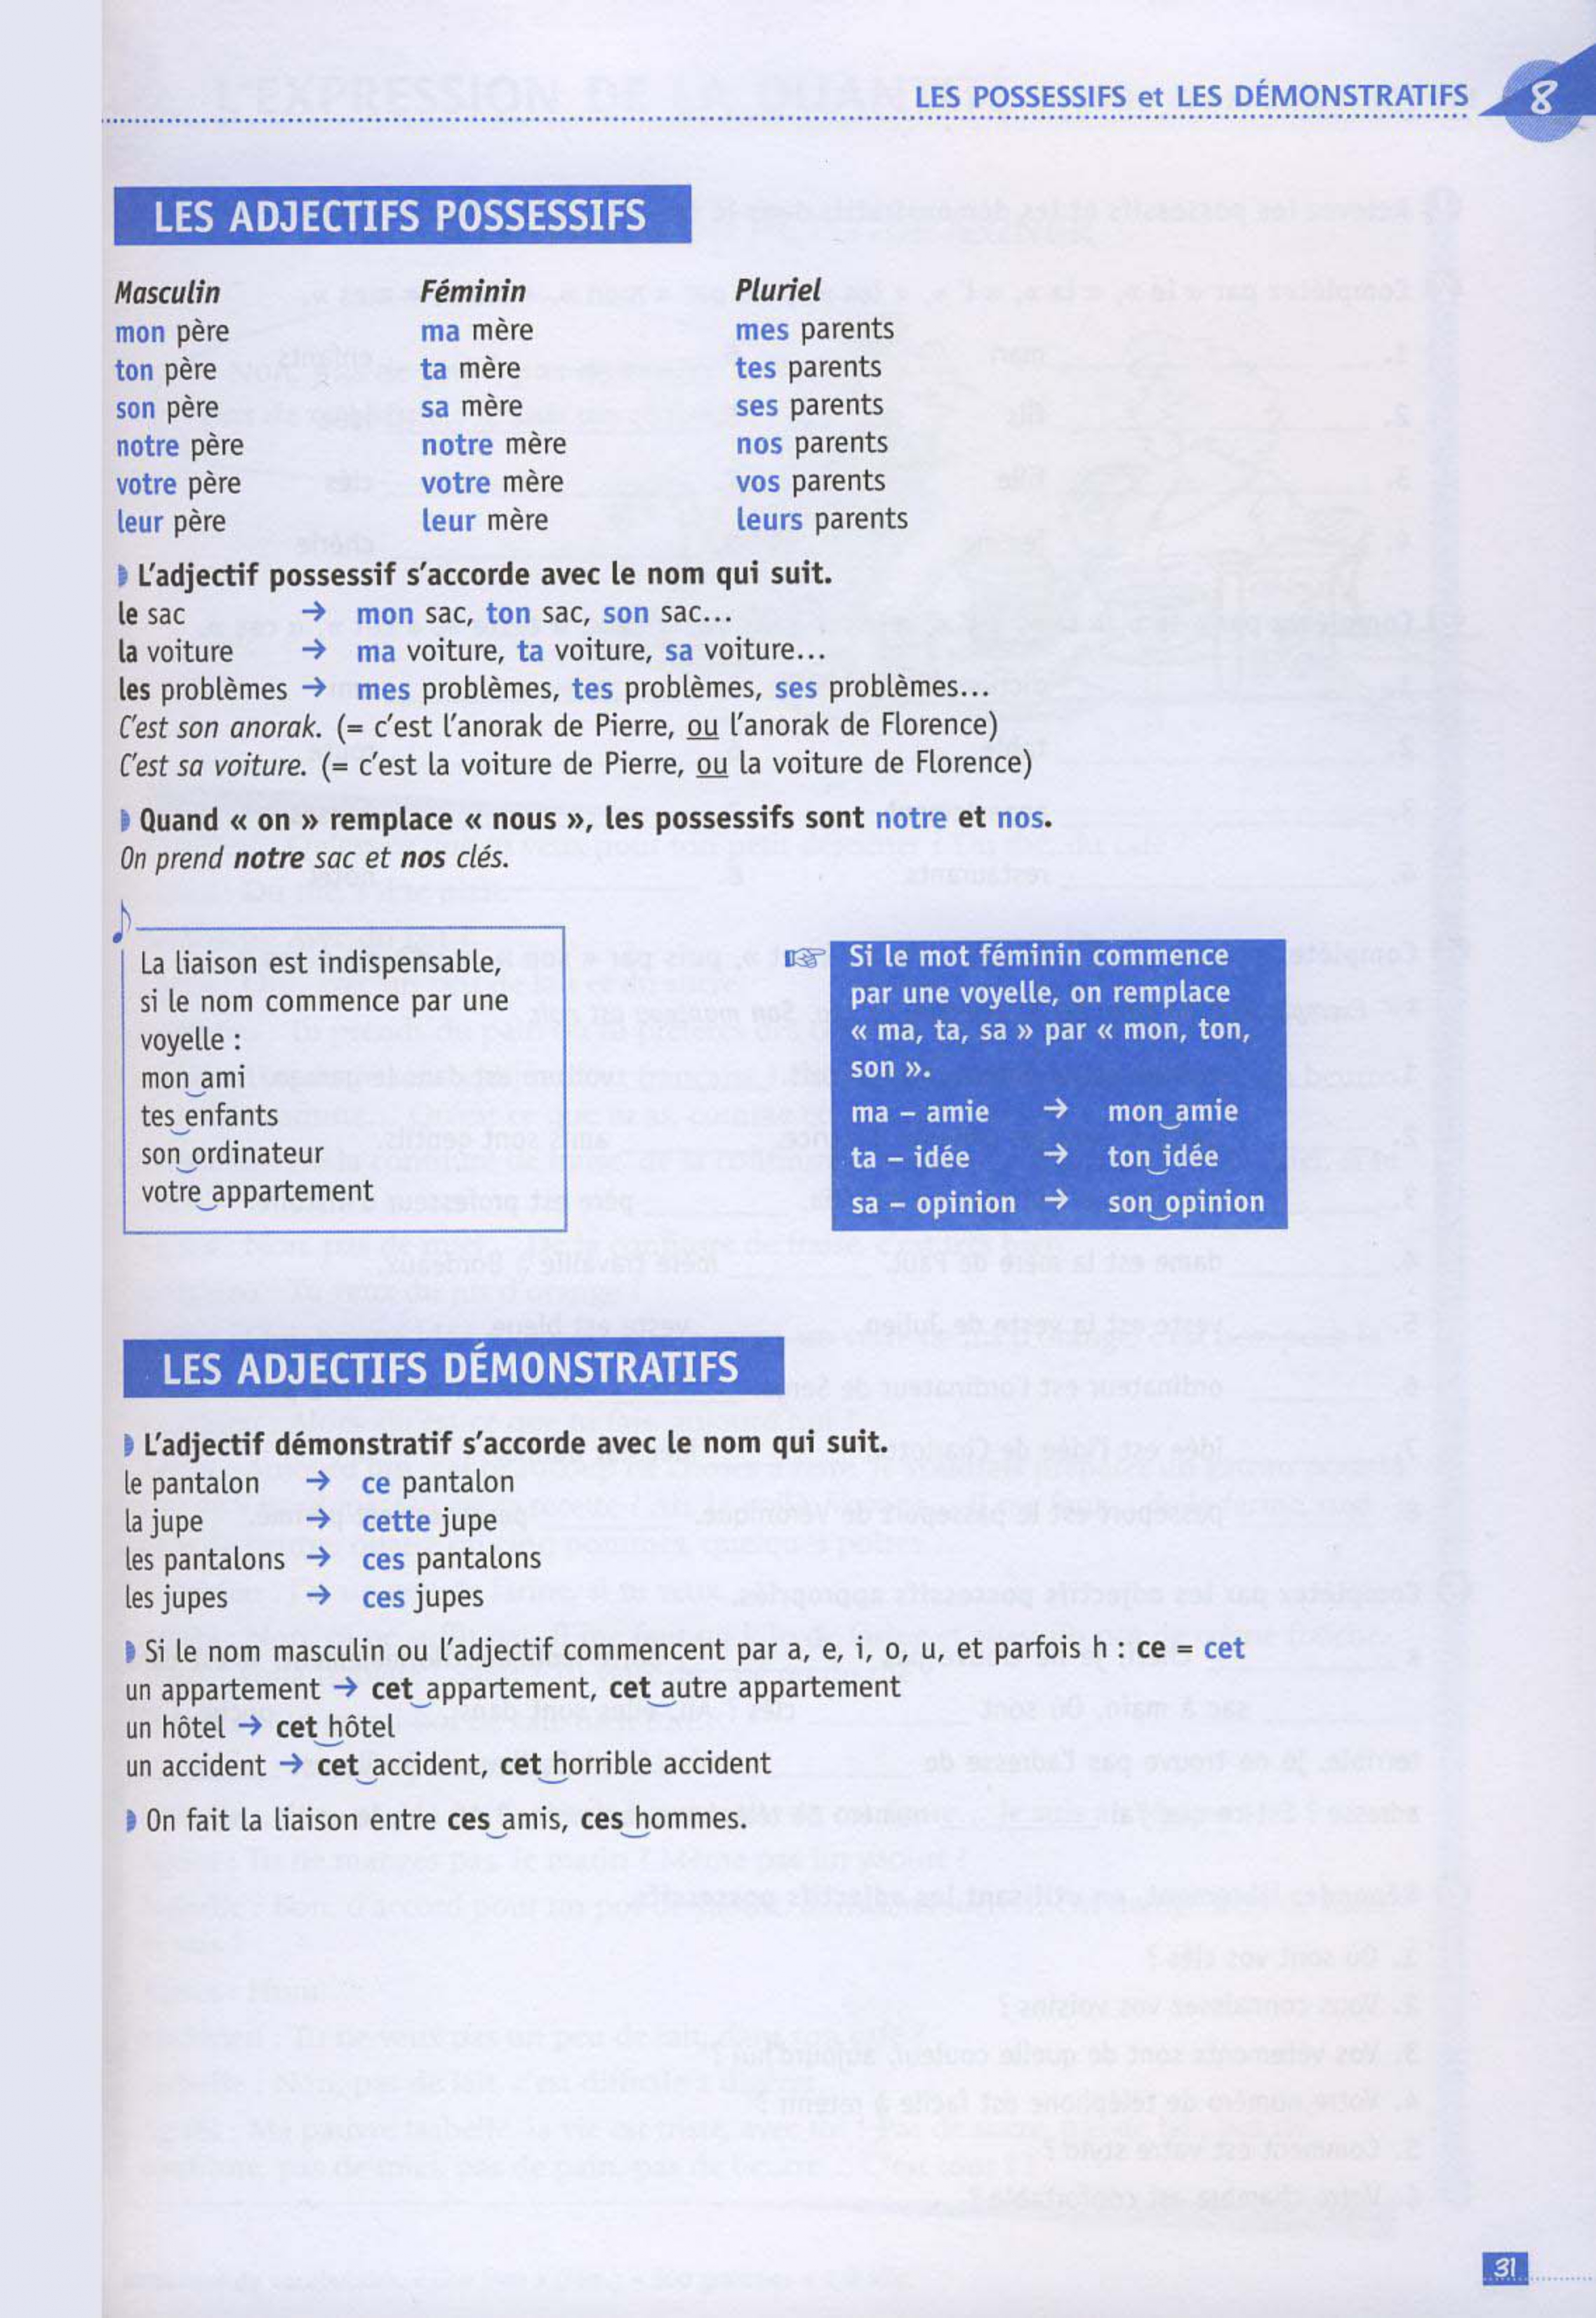 LES POSSESSIFS et LES DÉMONSTRATIFS 8
LES ADJECTIFS POSSESSIFS
Masculin Féminin Pluriel
mon père ma mère mes parents
ton père ta mère tes parents
son père sa mère ses parents
notre père notre mère nos parents
votre père votre mère vos parents
leur père leur mère leurs parents
L'adjectif possessif s'accorde avec le nom qui suit.
le sac → mon sac, ton sac, son sac...
la voiture → ma voiture, ta voiture, sa voiture...
les problèmes → mes problèmes, tes problèmes, ses problèmes...
C'est son anorak. (= c'est l'anorak de Pierre, ou l'anorak de Florence)
C'est sa voiture. (= c'est la voiture de Pierre, ou la voiture de Florence)
Quand « on » remplace « nous », les possessifs sont notre et nos.
On prend notre sac et nos clés.
La liaison est indispensable,
si le nom commence par une
voyelle :
mon‿ami
tes‿enfants
son‿ordinateur
votre‿appartement
Si le mot féminin commence
par une voyelle, on remplace
« ma, ta, sa » par « mon, ton,
son ».
ma – amie → mon‿amie
ta – idée → ton‿idée
sa – opinion → son‿opinion
LES ADJECTIFS DÉMONSTRATIFS
L'adjectif démonstratif s'accorde avec le nom qui suit.
le pantalon → ce pantalon
la jupe → cette jupe
les pantalons → ces pantalons
les jupes → ces jupes
Si le nom masculin ou l'adjectif commencent par a, e, i, o, u, et parfois h : ce = cet
un appartement → cet‿appartement, cet‿autre appartement
un hôtel → cet‿hôtel
un accident → cet‿accident, cet‿horrible accident
On fait la liaison entre ces‿amis, ces‿hommes.
31